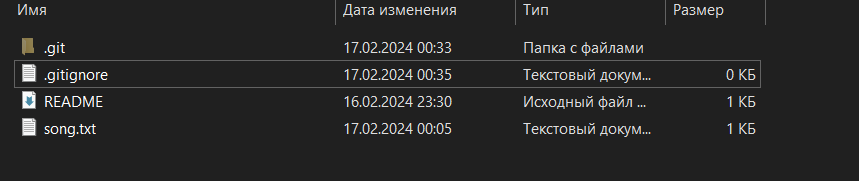 Имя Дата изменения Тип Размер
.git 17.02.2024 00:33 Папка с файлами
.gitignore 17.02.2024 00:35 Текстовый докум... 0 КБ
README 16.02.2024 23:30 Исходный файл ... 1 КБ
song.txt 17.02.2024 00:05 Текстовый докум... 1 КБ